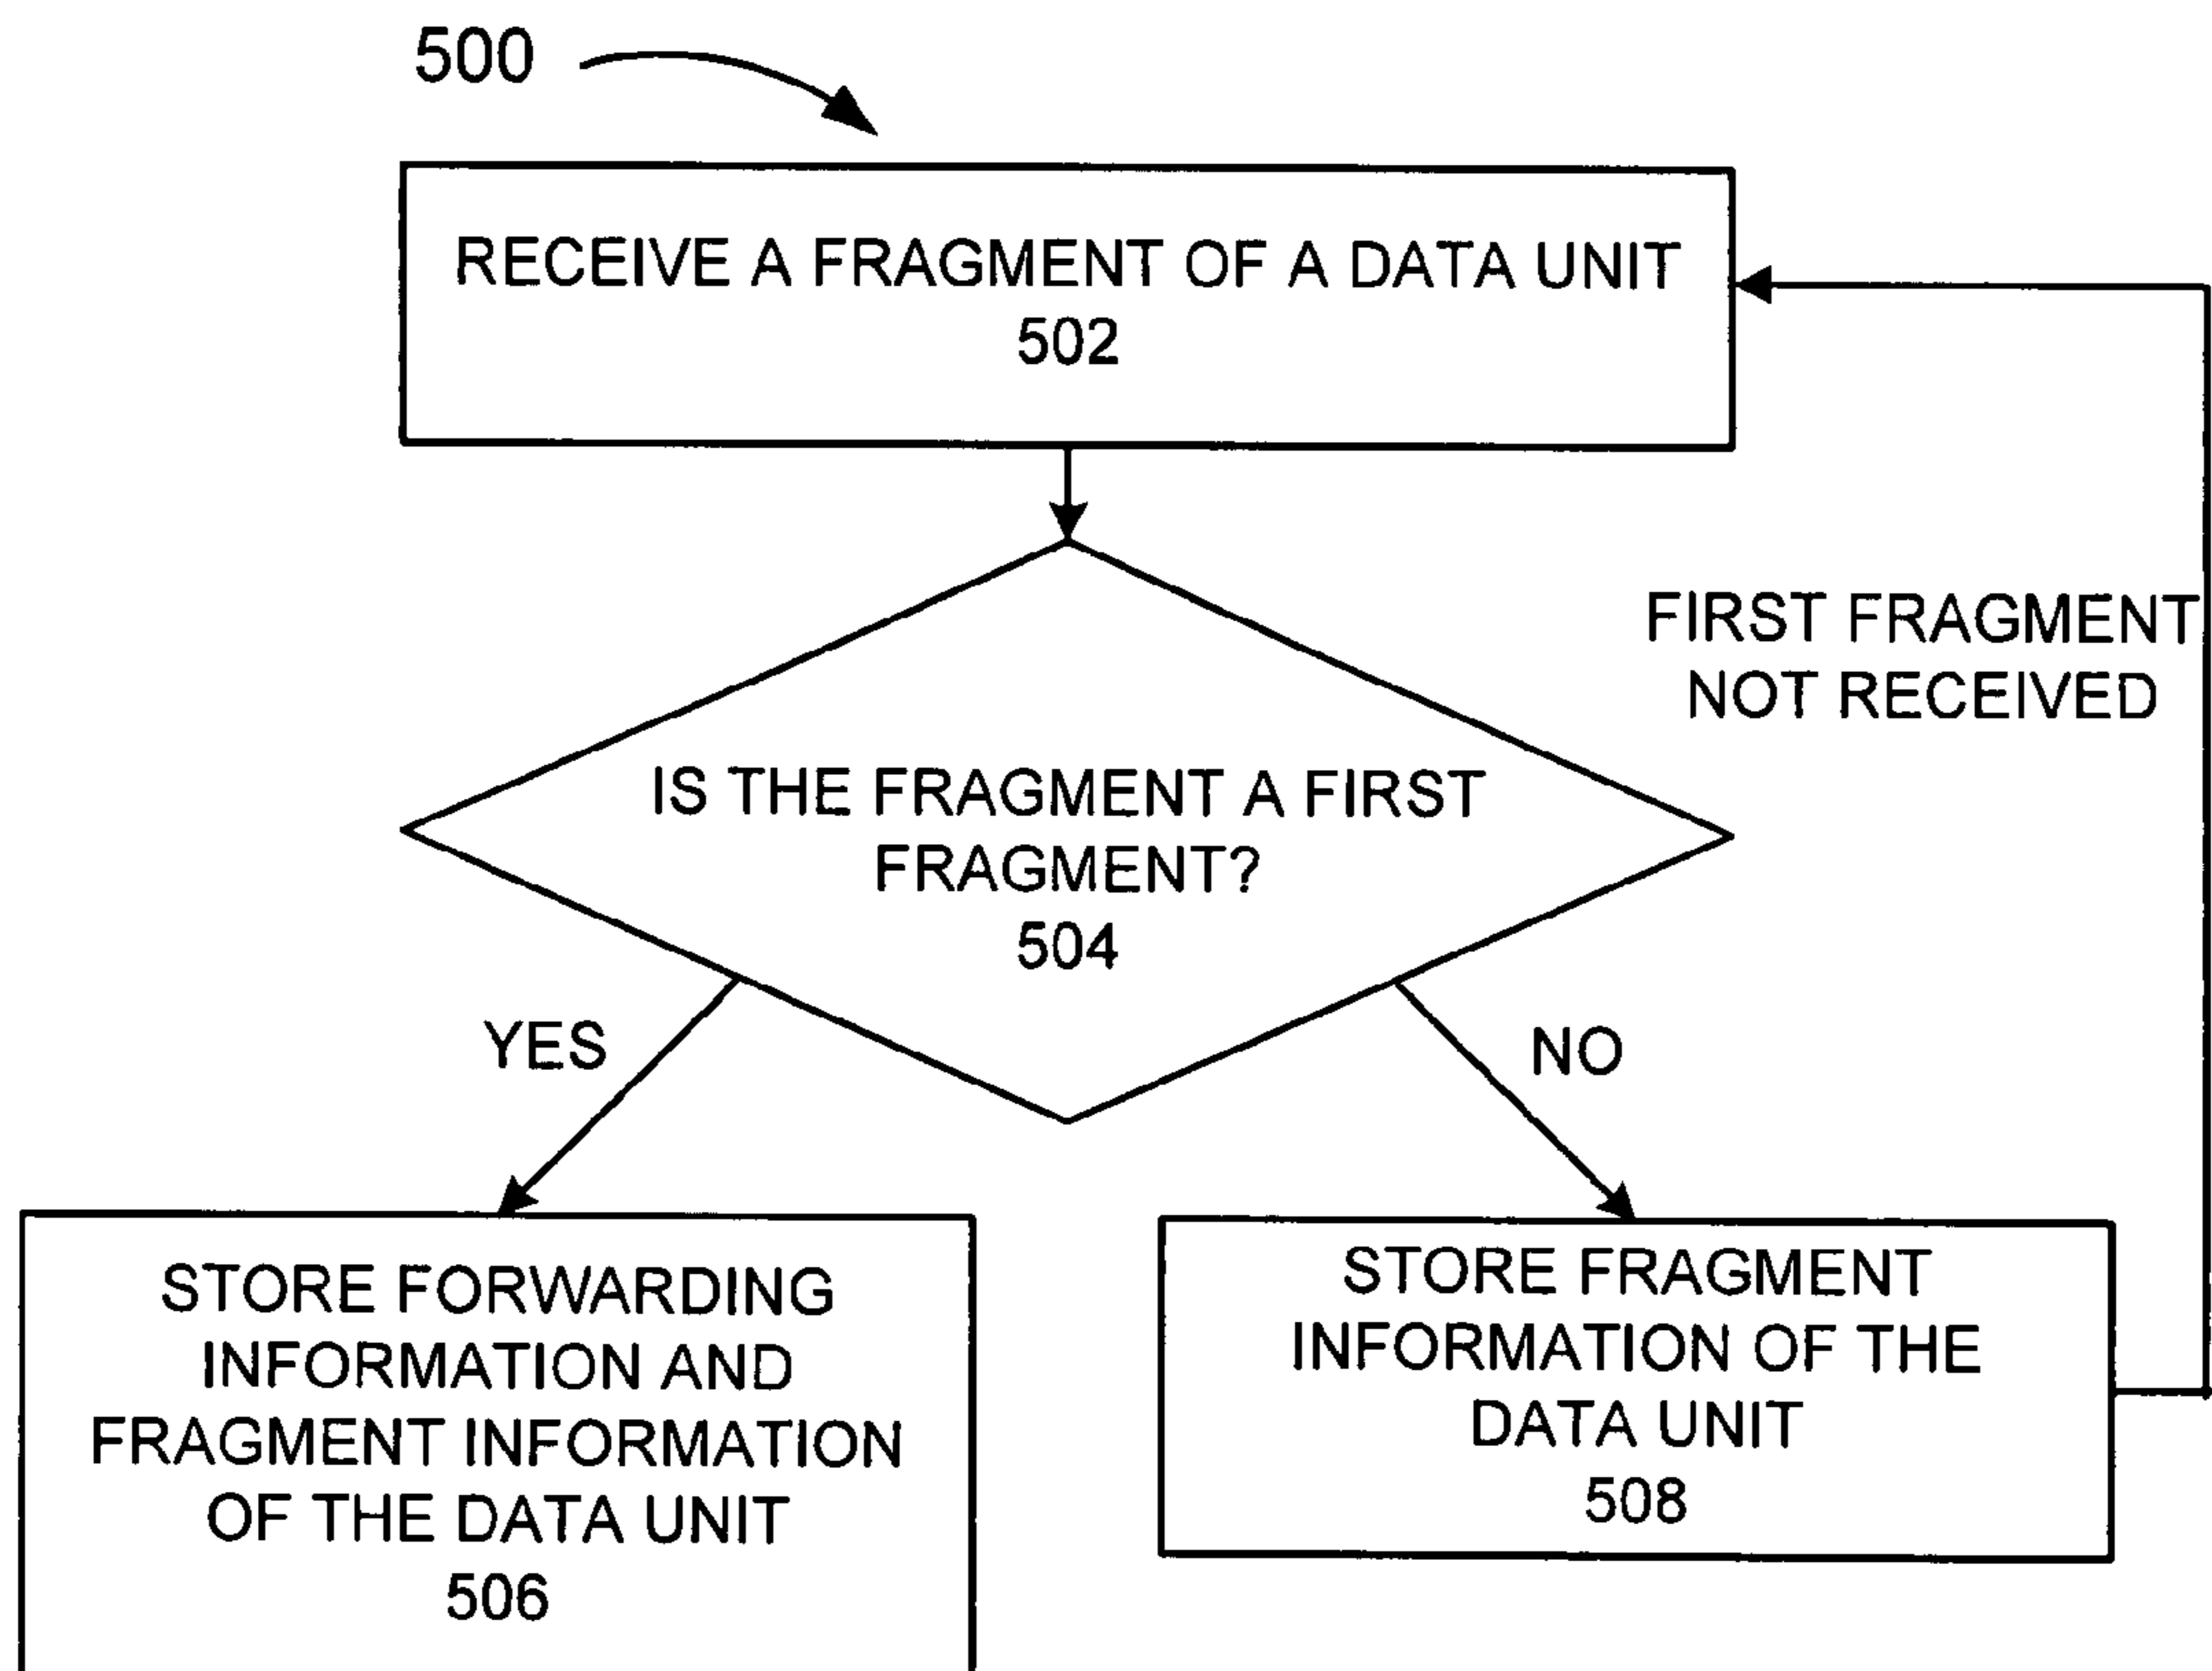 500
RECEIVE A FRAGMENT OF A DATA UNIT
502
FIRST FRAGMENT
NOT RECEIVED
IS THE FRAGMENT A FIRST
FRAGMENT?
504
YES
NO
STORE FORWARDING
INFORMATION AND
FRAGMENT INFORMATION
OF THE DATA UNIT
506
STORE FRAGMENT
INFORMATION OF THE
DATA UNIT
508